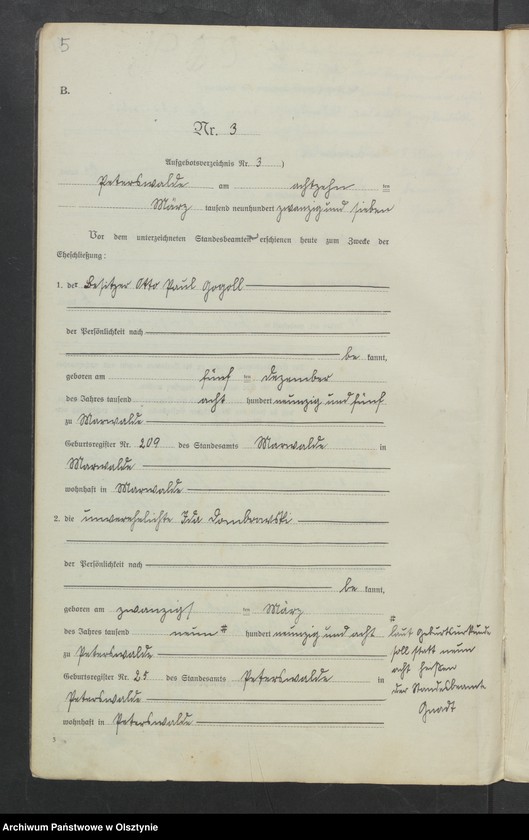 5
B.
Nr. 3
Aufgebotsverzeichnis Nr. 3 )
Peterswalde am achtzehn ten
März tausend neunhundert zwanzig und sieben
Vor dem unterzeichneten Standesbeamten erschienen heute zum Zwecke der
Eheschließung:
1. der Besitzer Otto Paul Gogoll
der Persönlichkeit nach
be kannt,
geboren am fünf ten Dezember
des Jahres tausend acht hundert neunzig und fünf
zu Marwalde
Geburtsregister Nr. 209 des Standesamts Marwalde in
Marwalde
wohnhaft in Marwalde
2. die unverehelichte Ida Dombrowski
der Persönlichkeit nach
be kannt,
geboren am zwanzigs ten März
des Jahres tausend neun # hundert neunzig und acht
zu Peterswalde
Geburtsregister Nr. 25 des Standesamts Peterswalde in
Peterswalde
wohnhaft in Peterswalde
# laut Geburtsurkunde
soll statt neun
acht heißen
der Standesbeamte
Gnadt
Archiwum Państwowe w Olsztynie